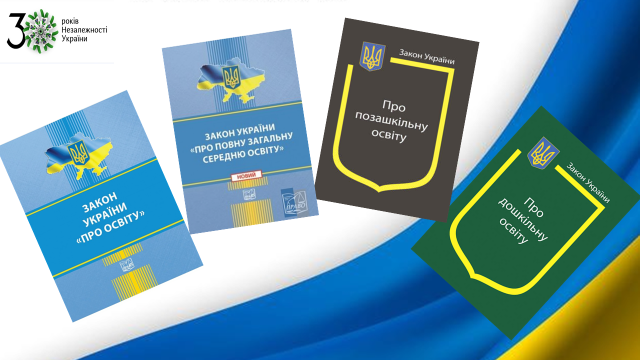 30
років
Незалежності
України
ЗАКОН
УКРАЇНИ
«ПРО ОСВІТУ»
ЗАКОН УКРАЇНИ
«ПРО ПОВНУ ЗАГАЛЬНУ
СЕРЕДНЮ ОСВІТУ»
НОВИЙ
ПРАВО
Закон України
Про
позашкільну
освіту
Закон України
Про
дошкільну
освіту